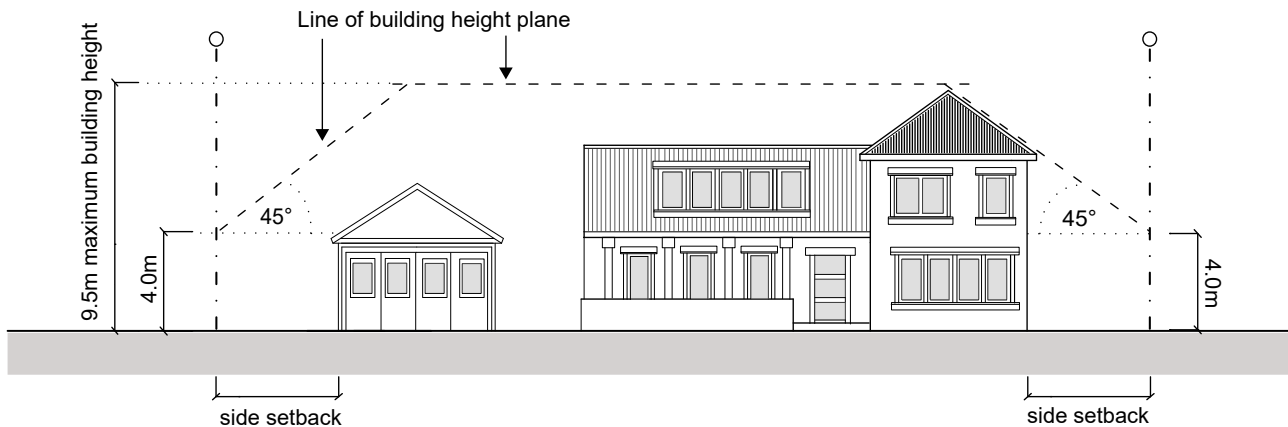 Line of building height plane
9.5m maximum building height
4.0m
45°
45°
4.0m
side setback
side setback